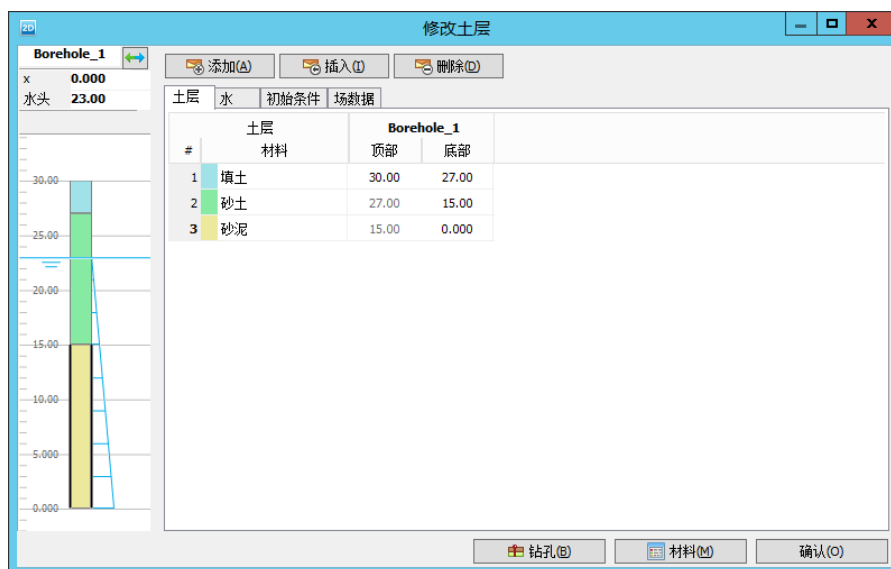 2D
修改土层
Borehole_1
x 0.000
水头 23.00
添加(A) 插入(I) 删除(D)
土层 水 初始条件 场数据
土层 Borehole_1
# 材料 顶部 底部
1 填土 30.00 27.00
2 砂土 27.00 15.00
3 砂泥 15.00 0.000
30.00
25.00
20.00
15.00
10.00
5.000
0.000
钻孔(B) 材料(M) 确认(O)